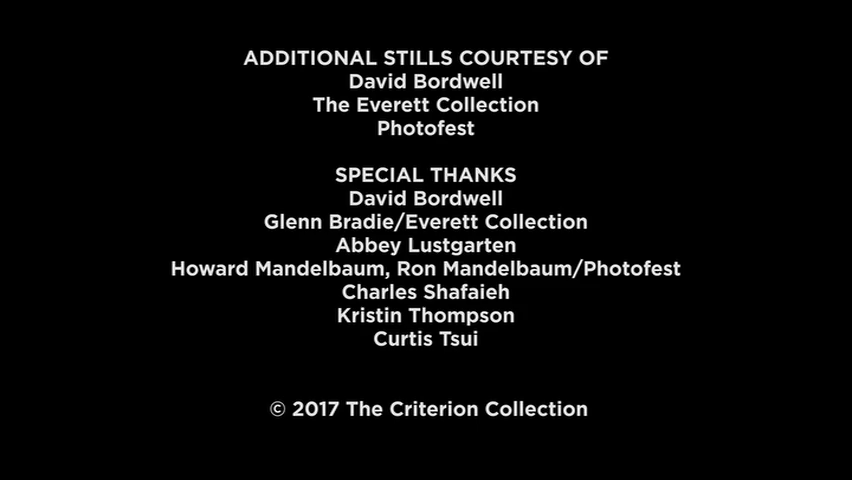 ADDITIONAL STILLS COURTESY OF
David Bordwell
The Everett Collection
Photofest
SPECIAL THANKS
David Bordwell
Glenn Bradie/Everett Collection
Abbey Lustgarten
Howard Mandelbaum, Ron Mandelbaum/Photofest
Charles Shafaieh
Kristin Thompson
Curtis Tsui
© 2017 The Criterion Collection